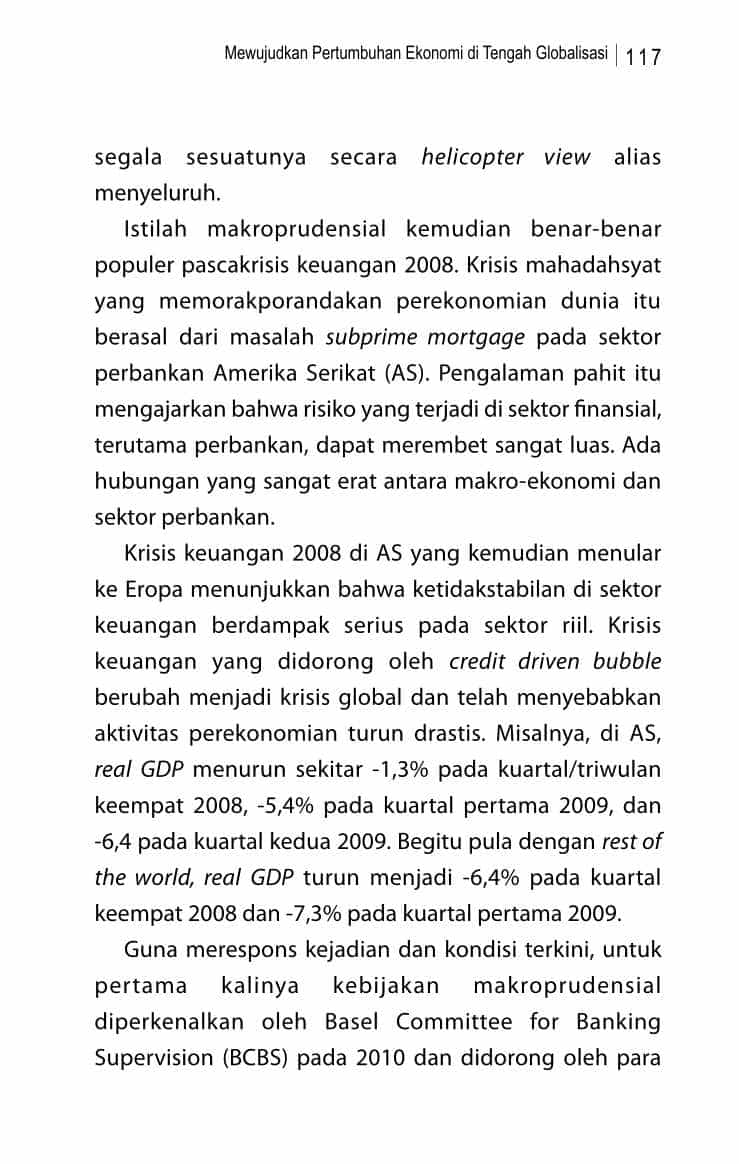 Mewujudkan Pertumbuhan Ekonomi di Tengah Globalisasi | 117
segala sesuatunya secara helicopter view alias
menyeluruh.
Istilah makroprudensial kemudian benar-benar
populer pascakrisis keuangan 2008. Krisis mahadahsyat
yang memorakporandakan perekonomian dunia itu
berasal dari masalah subprime mortgage pada sektor
perbankan Amerika Serikat (AS). Pengalaman pahit itu
mengajarkan bahwa risiko yang terjadi di sektor finansial,
terutama perbankan, dapat merembet sangat luas. Ada
hubungan yang sangat erat antara makro-ekonomi dan
sektor perbankan.
Krisis keuangan 2008 di AS yang kemudian menular
ke Eropa menunjukkan bahwa ketidakstabilan di sektor
keuangan berdampak serius pada sektor riil. Krisis
keuangan yang didorong oleh credit driven bubble
berubah menjadi krisis global dan telah menyebabkan
aktivitas perekonomian turun drastis. Misalnya, di AS,
real GDP menurun sekitar -1,3% pada kuartal/triwulan
keempat 2008, -5,4% pada kuartal pertama 2009, dan
-6,4 pada kuartal kedua 2009. Begitu pula dengan rest of
the world, real GDP turun menjadi -6,4% pada kuartal
keempat 2008 dan -7,3% pada kuartal pertama 2009.
Guna merespons kejadian dan kondisi terkini, untuk
pertama kalinya kebijakan makroprudensial
diperkenalkan oleh Basel Committee for Banking
Supervision (BCBS) pada 2010 dan didorong oleh para